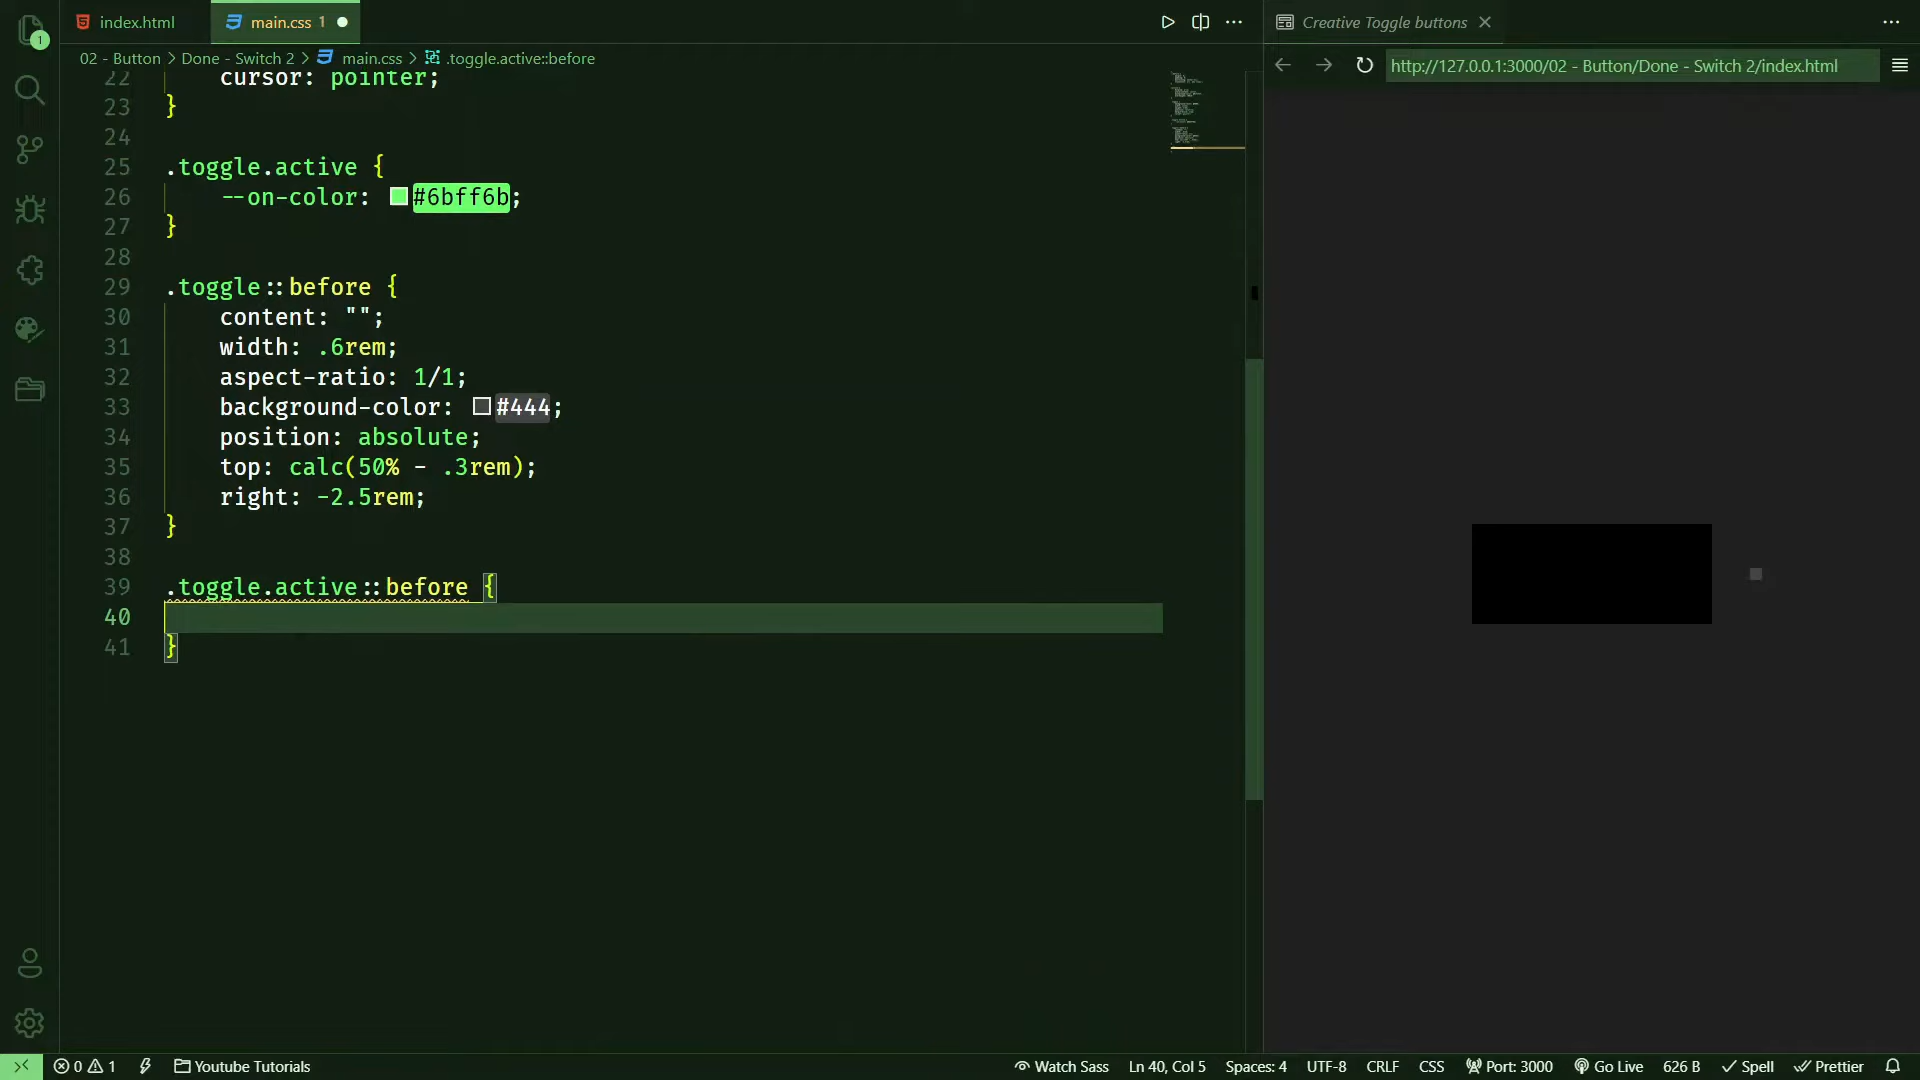 index.html
main.css 1
Creative Toggle buttons
02 - Button > Done - Switch 2 > main.css > .toggle.active::before
http://127.0.0.1:3000/02 - Button/Done - Switch 2/index.html
1
22 cursor: pointer;
23 }
24
25 .toggle.active {
26 --on-color: #6bff6b;
27 }
28
29 .toggle::before {
30 content: "";
31 width: .6rem;
32 aspect-ratio: 1/1;
33 background-color: #444;
34 position: absolute;
35 top: calc(50% - .3rem);
36 right: -2.5rem;
37 }
38
39 .toggle.active::before {
40
41 }
0 1 Youtube Tutorials Watch Sass Ln 40, Col 5 Spaces: 4 UTF-8 CRLF CSS Port: 3000 Go Live 626 B Spell Prettier